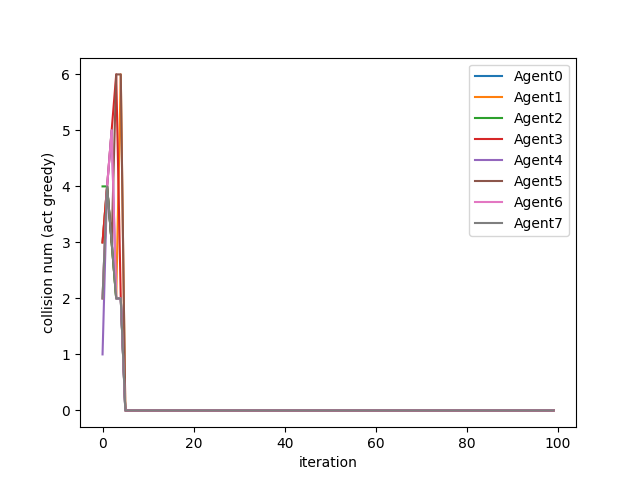 6
5
4
3
2
1
0
collision num (act greedy)
0 20 40 60 80 100
iteration
Agent0
Agent1
Agent2
Agent3
Agent4
Agent5
Agent6
Agent7